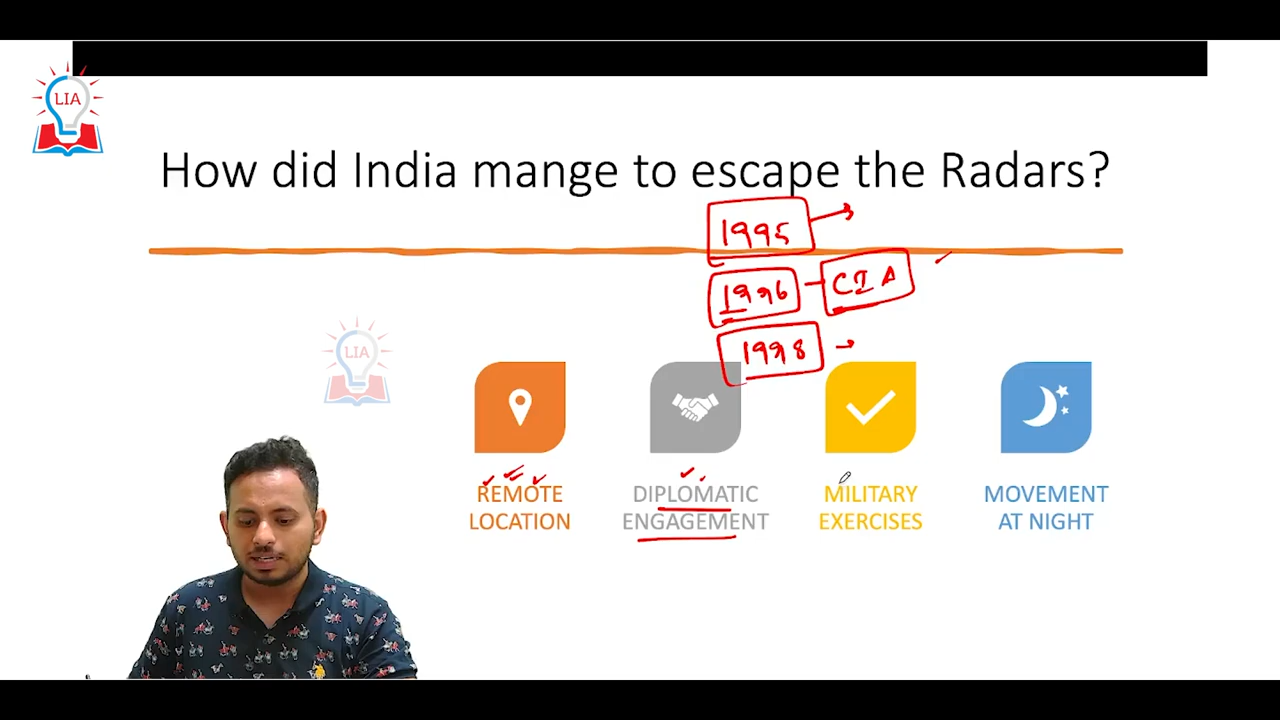 LIA
How did India mange to escape the Radars?
1995
1996 CIA
1998
LIA
REMOTE
LOCATION
DIPLOMATIC
ENGAGEMENT
MILITARY
EXERCISES
MOVEMENT
AT NIGHT